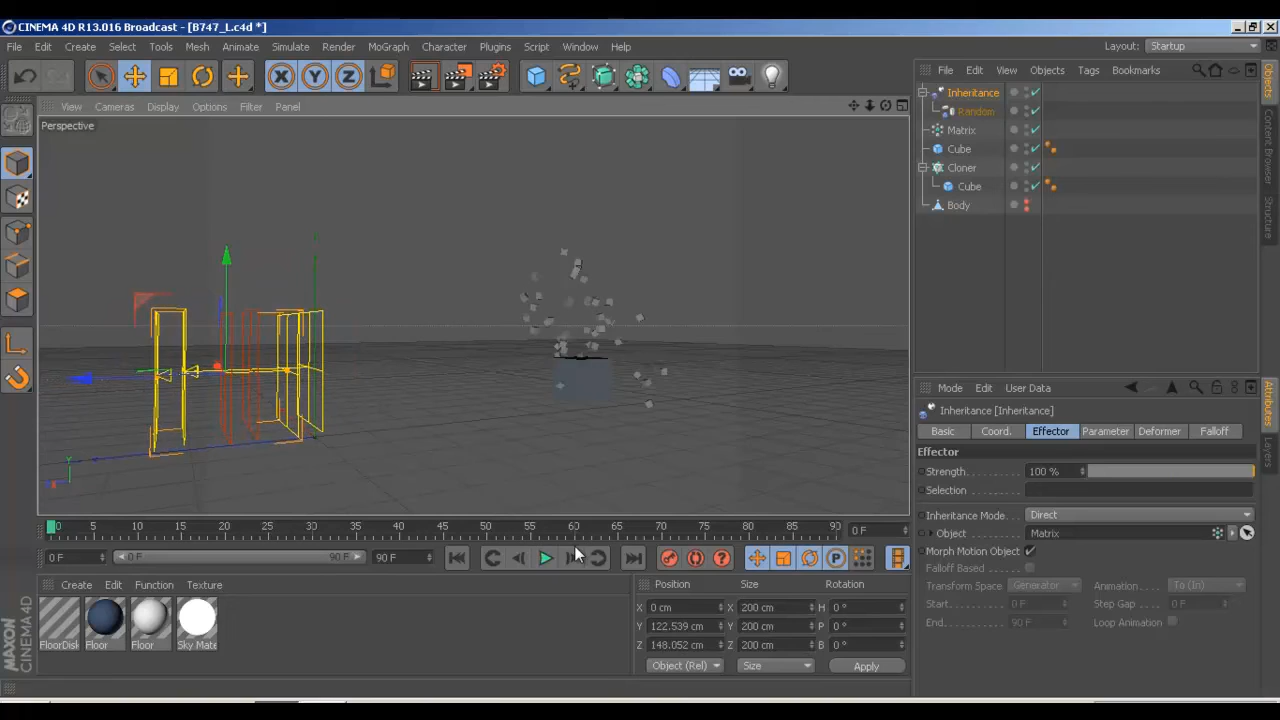 CINEMA 4D R13.016 Broadcast - [B747_L.c4d *]
File Edit Create Select Tools Mesh Animate Simulate Render MoGraph Character Plugins Script Window Help Layout: Startup
File Edit View Objects Tags Bookmarks
View Cameras Display Options Filter Panel
Perspective
Inheritance
Random
Matrix
Cube
Cloner
Cube
Body
Objects
Content Browser
Structure
Mode Edit User Data
Inheritance [Inheritance]
Basic Coord. Effector Parameter Deformer Falloff
Effector
Strength 100 %
Selection
Inheritance Mode Direct
Object Matrix
Morph Motion Object
Falloff Based
Transform Space Generator Animation To (In)
Start 0 F Step Gap 0 F
End 90 F Loop Animation
Attributes
Layers
0 5 10 15 20 25 30 35 40 45 50 55 60 65 70 75 80 85 90 0 F
0 F 0 F 90 F 90 F
Create Edit Function Texture
FloorDisk Floor Floor Sky Mate
Position Size Rotation
X 0 cm X 200 cm H 0 °
Y 122.539 cm Y 200 cm P 0 °
Z 148.052 cm Z 200 cm B 0 °
Object (Rel) Size Apply
MAXON
CINEMA 4D
X Y Z
P
Y
X